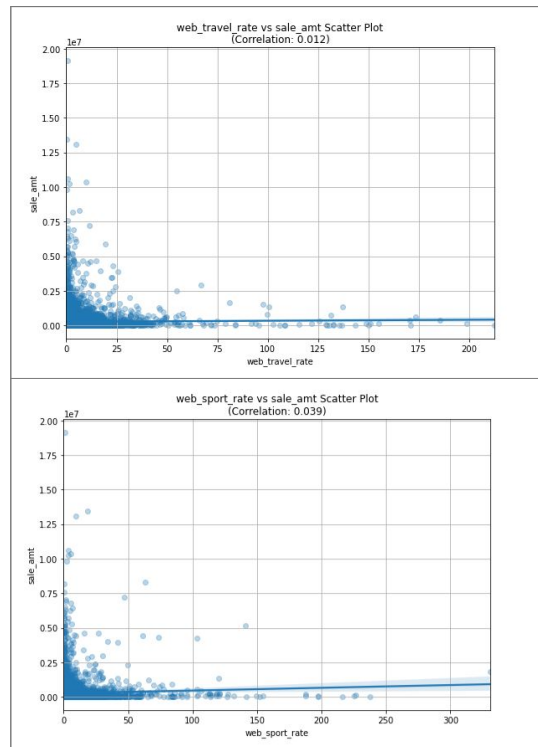 web_travel_rate vs sale_amt Scatter Plot
(Correlation: 0.012)
1e7
2.00
1.75
1.50
1.25
1.00
0.75
0.50
0.25
0.00
sale_amt
0 25 50 75 100 125 150 175 200
web_travel_rate
web_sport_rate vs sale_amt Scatter Plot
(Correlation: 0.039)
1e7
2.00
1.75
1.50
1.25
1.00
0.75
0.50
0.25
0.00
sale_amt
0 50 100 150 200 250 300
web_sport_rate